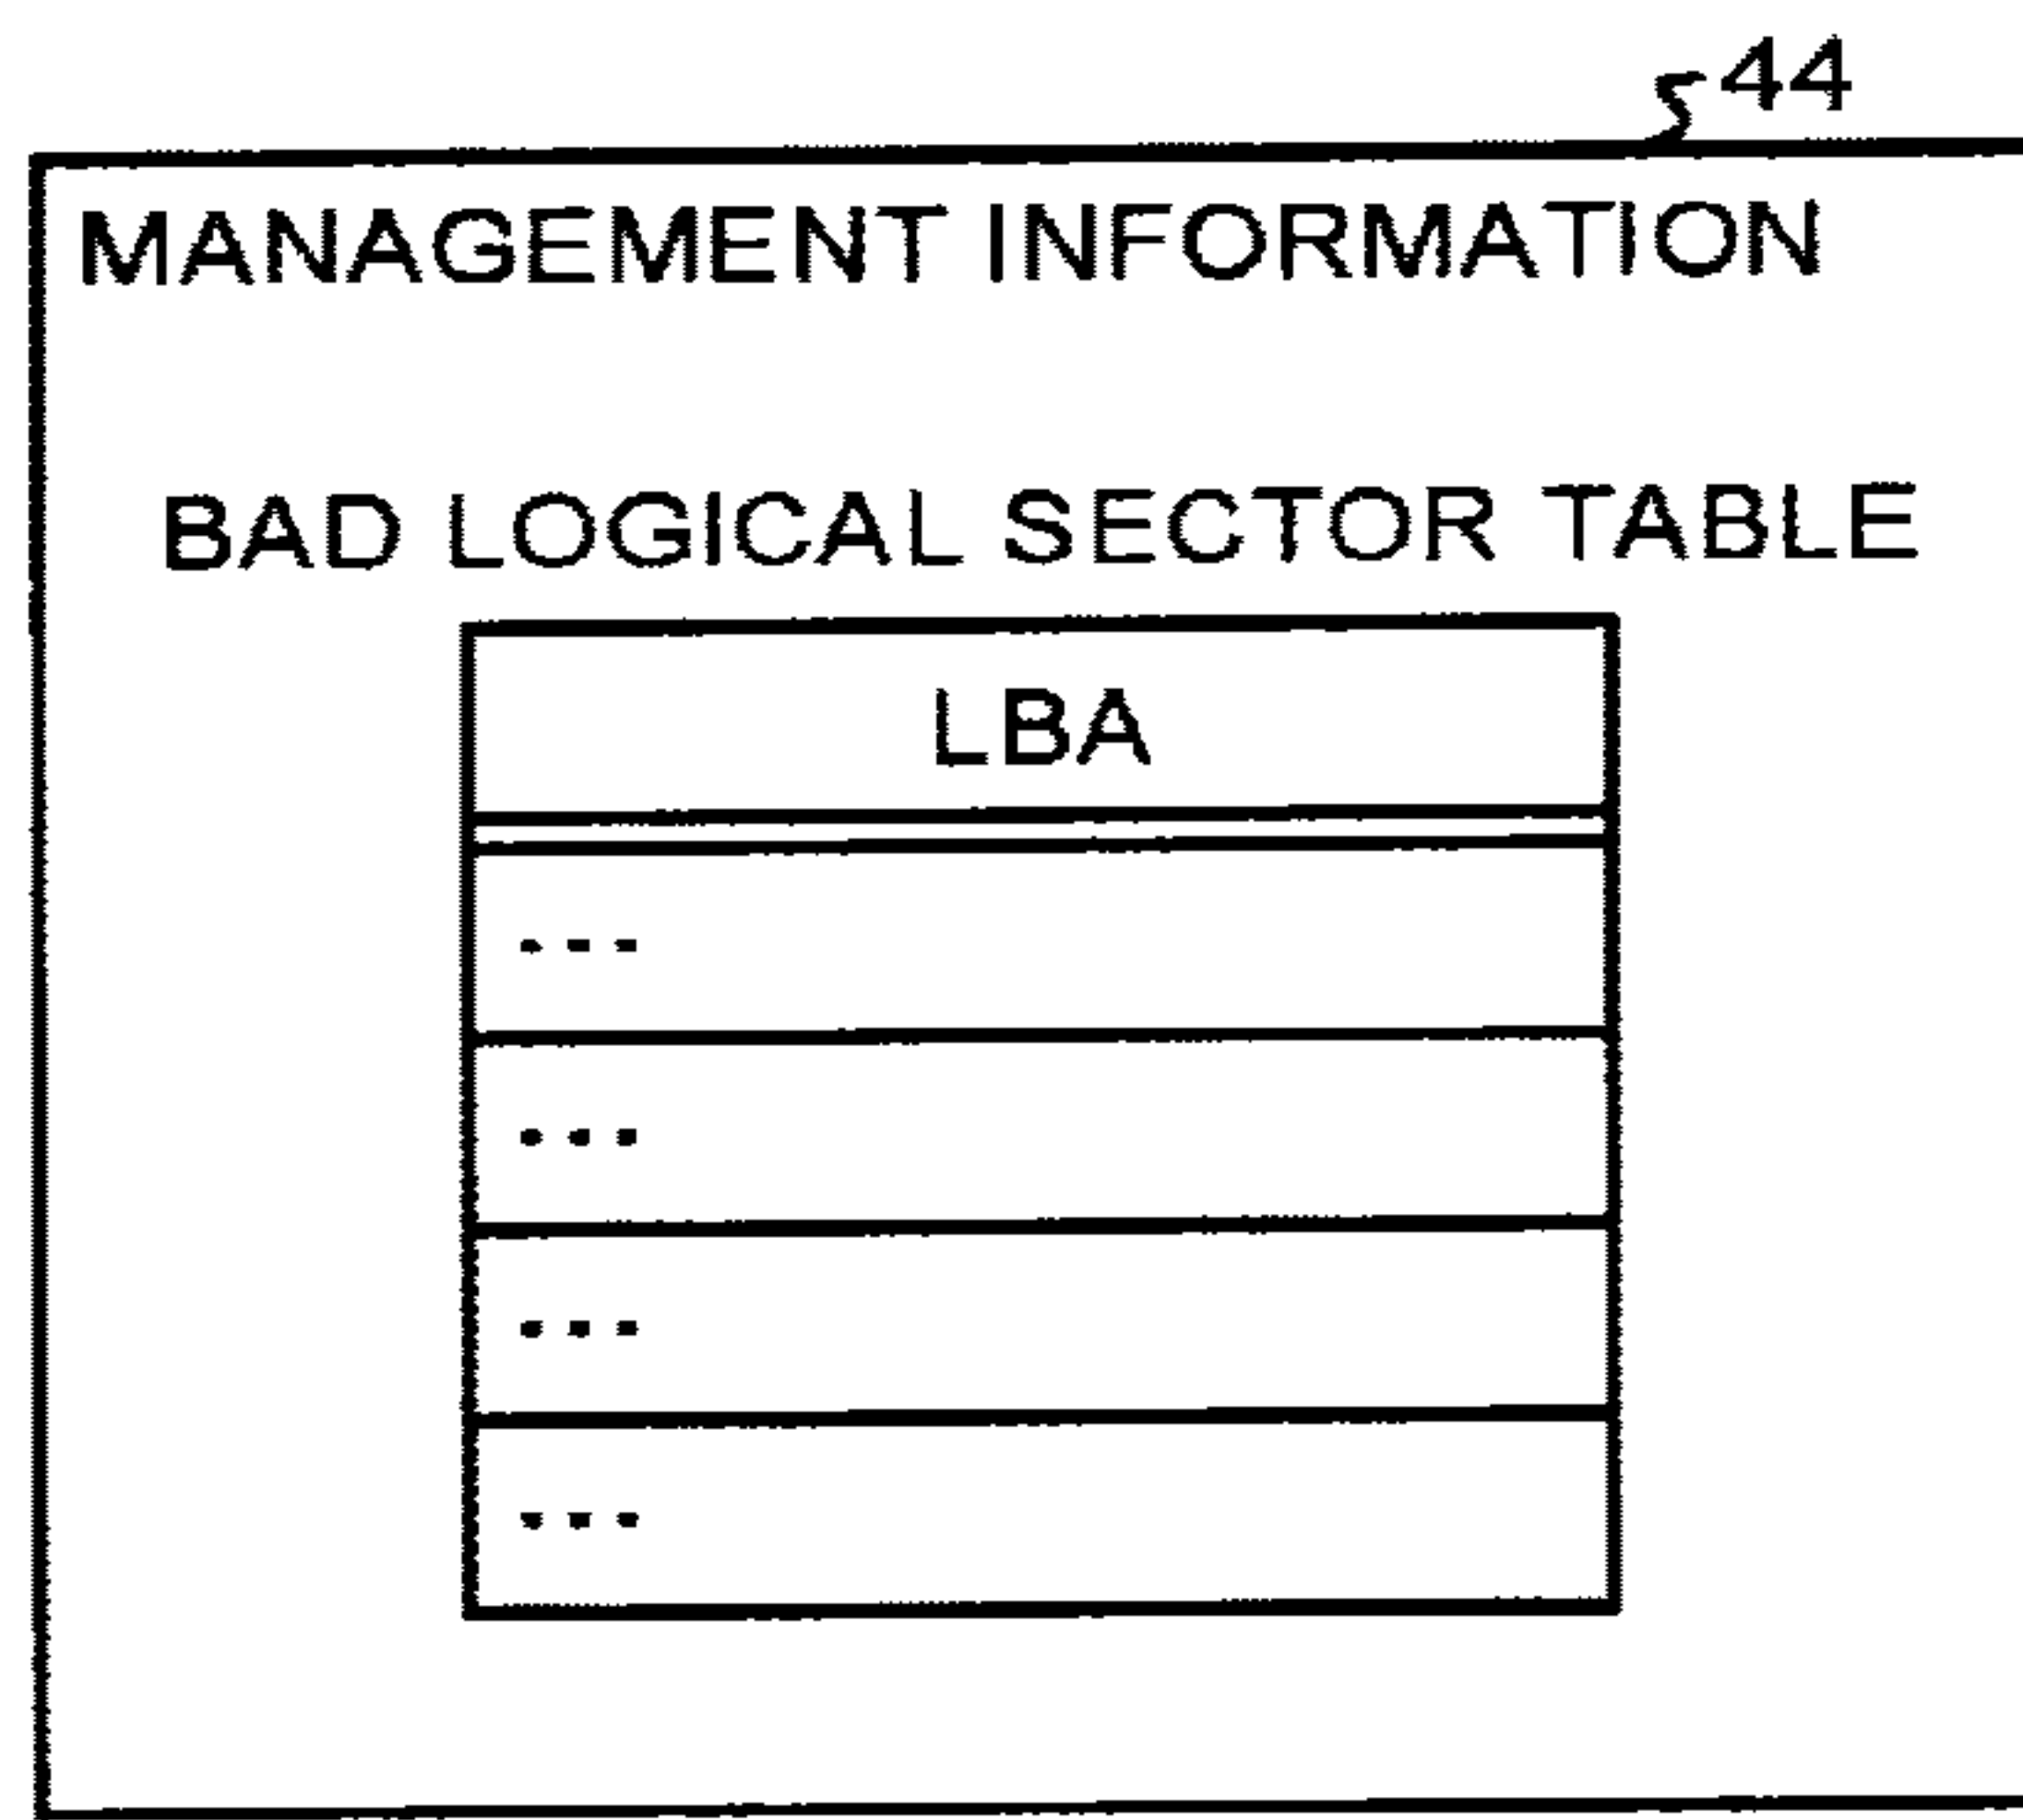 44
MANAGEMENT INFORMATION
BAD LOGICAL SECTOR TABLE
LBA
...
...
...
...